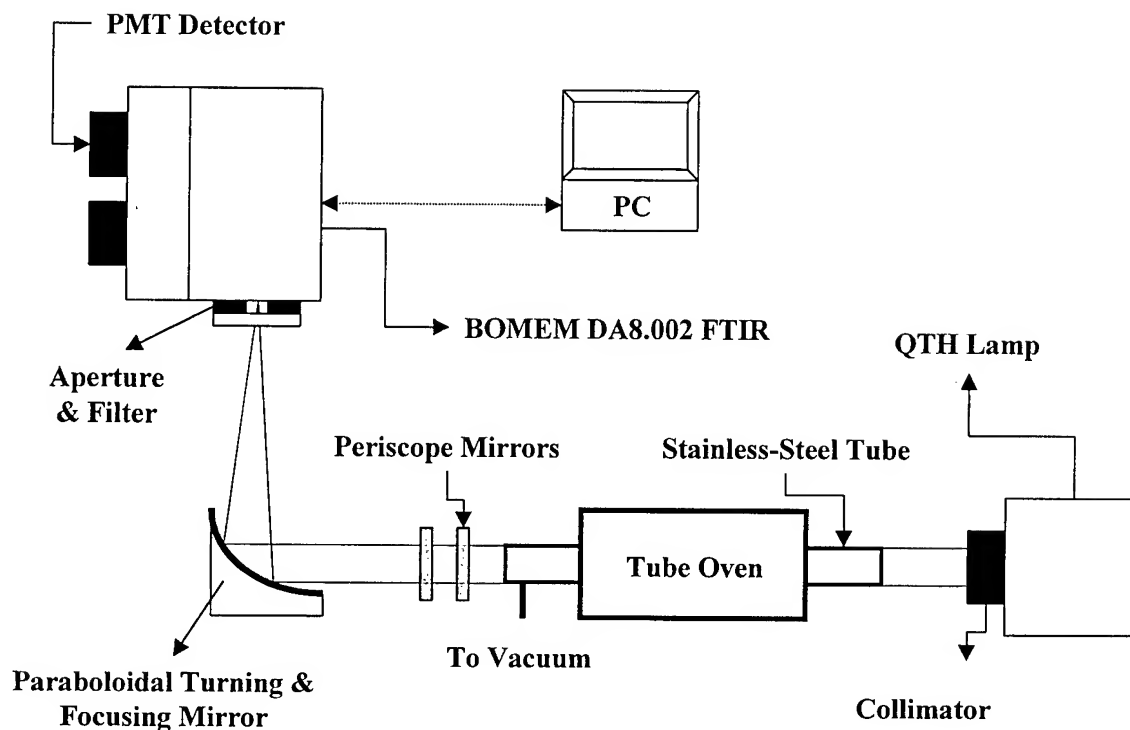 PMT Detector
PC
BOMEM DA8.002 FTIR
QTH Lamp
Aperture
& Filter
Periscope Mirrors
Stainless-Steel Tube
Tube Oven
To Vacuum
Paraboloidal Turning &
Focusing Mirror
Collimator